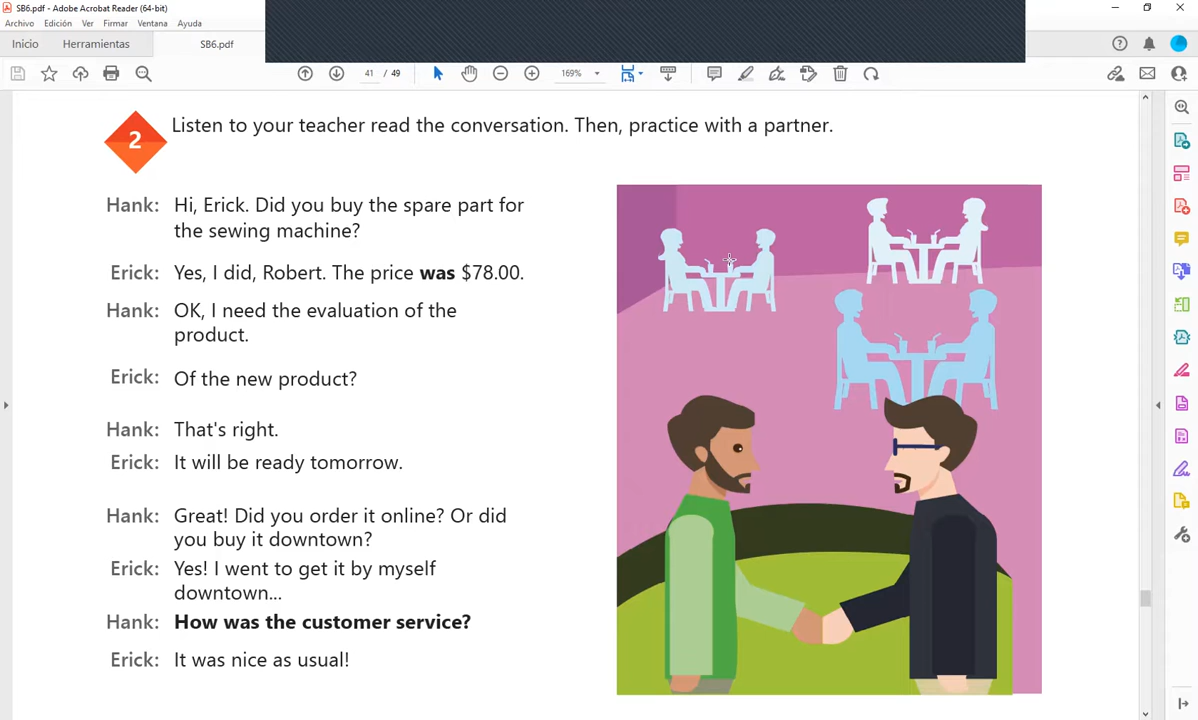 SB6.pdf - Adobe Acrobat Reader (64-bit)
Archivo Edición Ver Firmar Ventana Ayuda
Inicio Herramientas SB6.pdf
41 / 49 169%
2 Listen to your teacher read the conversation. Then, practice with a partner.
Hank: Hi, Erick. Did you buy the spare part for
the sewing machine?
Erick: Yes, I did, Robert. The price was $78.00.
Hank: OK, I need the evaluation of the
product.
Erick: Of the new product?
Hank: That's right.
Erick: It will be ready tomorrow.
Hank: Great! Did you order it online? Or did
you buy it downtown?
Erick: Yes! I went to get it by myself
downtown...
Hank: How was the customer service?
Erick: It was nice as usual!